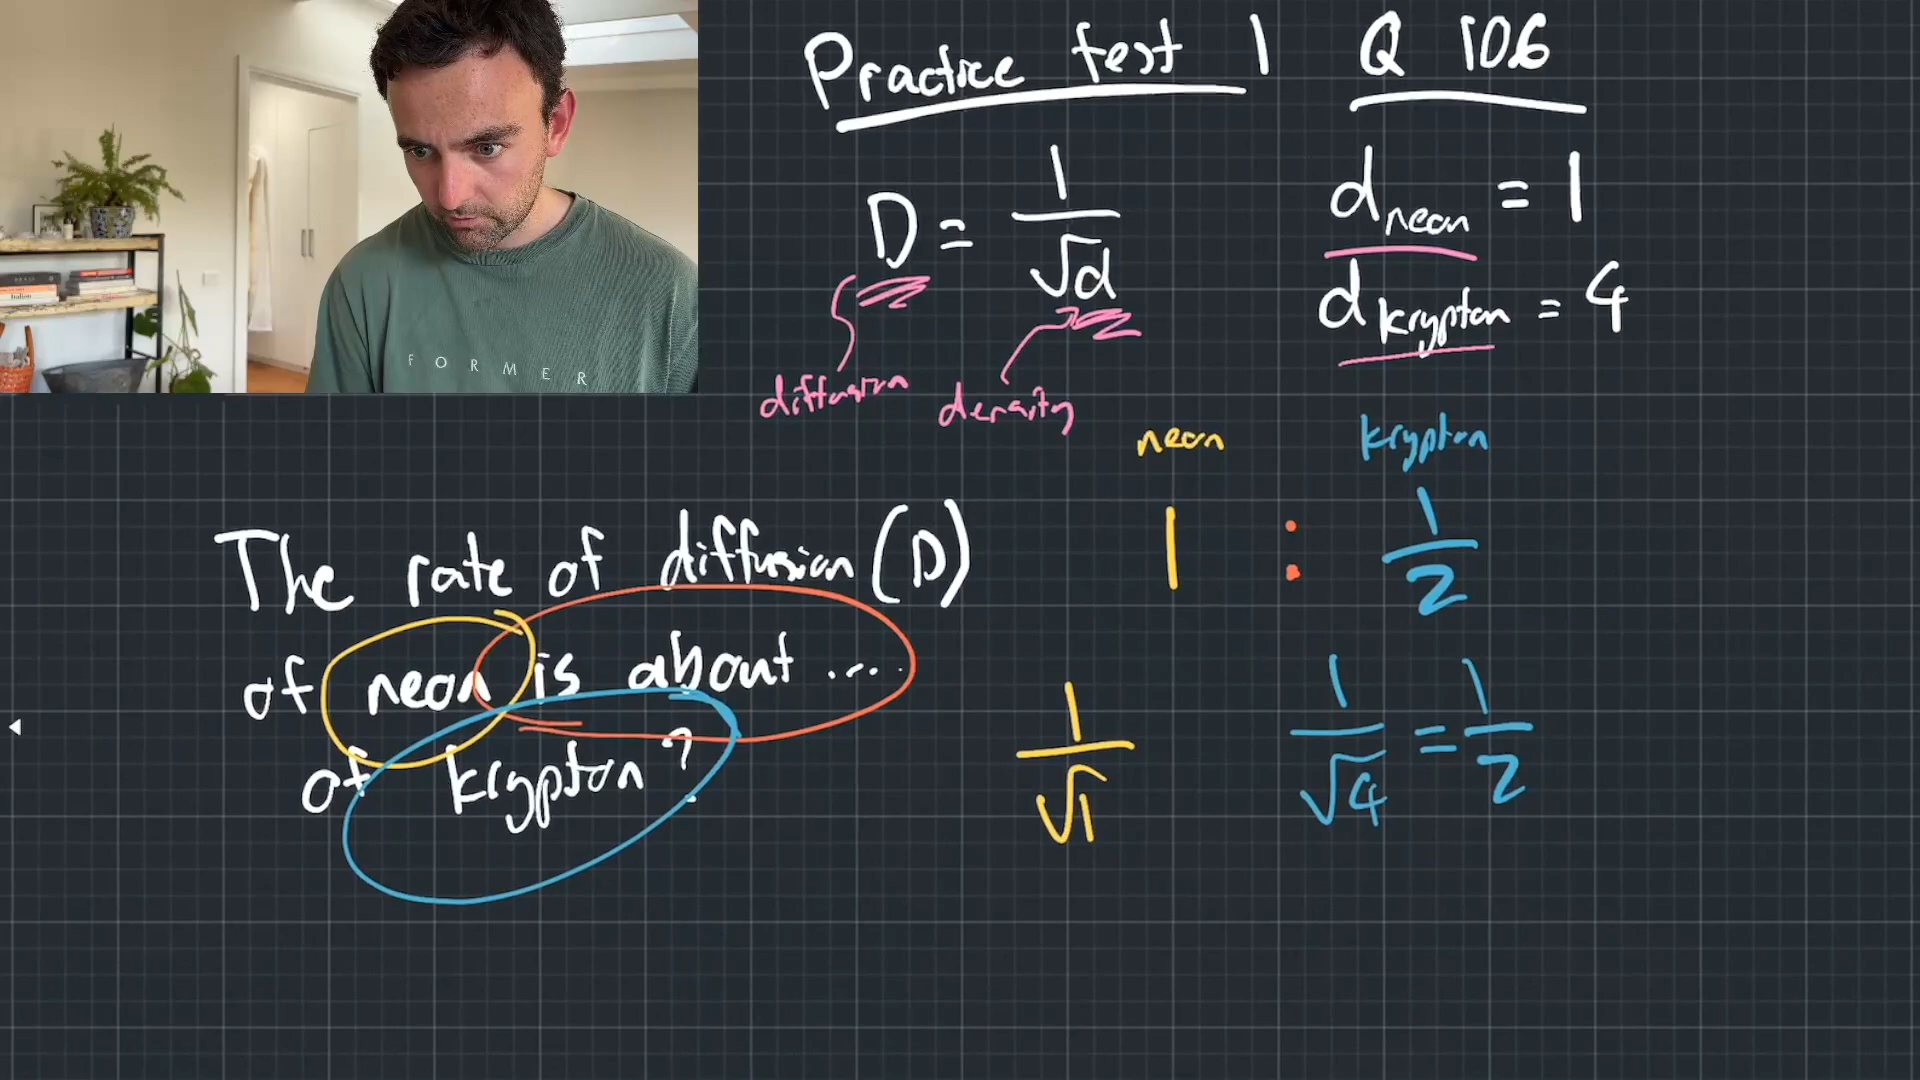 Practice test 1 Q 106
D = 1/√d
d neon = 1
d krypton = 4
diffusion density
neon krypton
1 : 1/2
The rate of diffusion (D)
of neon is about ...
of krypton?
1/√1
1/√4 = 1/2
FORMER
Italian